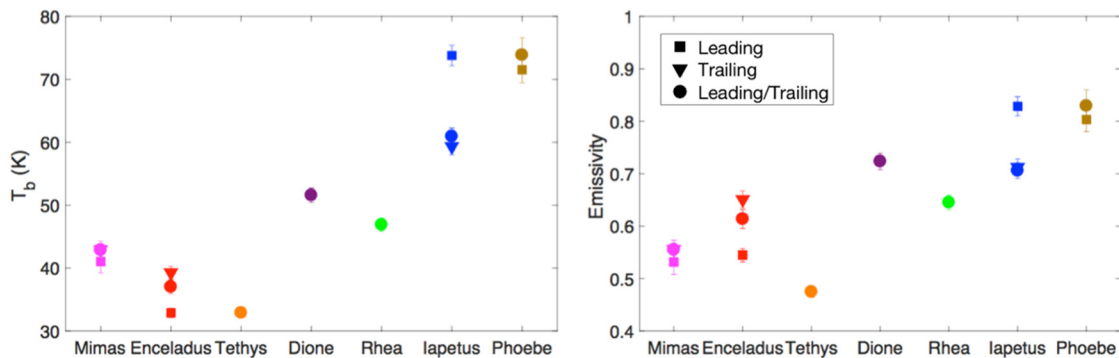 80
70
60
50
40
30
T_b (K)
Mimas Enceladus Tethys Dione Rhea Iapetus Phoebe
1
0.9
0.8
0.7
0.6
0.5
0.4
Emissivity
Leading
Trailing
Leading/Trailing
Mimas Enceladus Tethys Dione Rhea Iapetus Phoebe